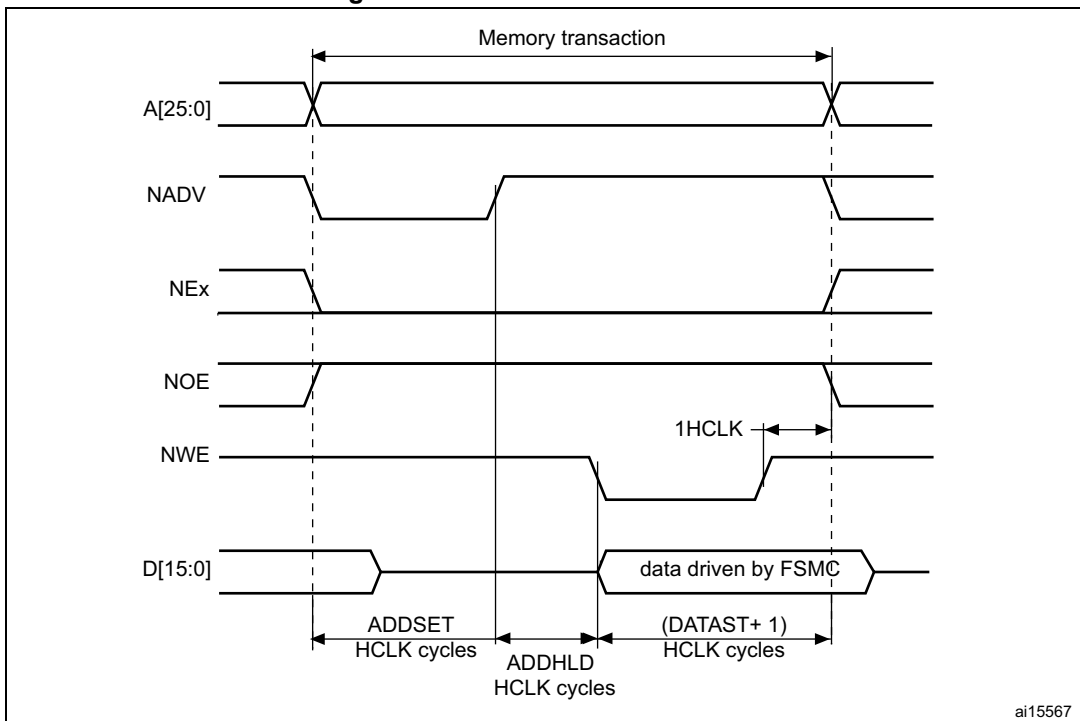 Memory transaction
A[25:0]
NADV
NEx
NOE
1HCLK
NWE
D[15:0]
data driven by FSMC
ADDSET
HCLK cycles
ADDHLD
HCLK cycles
(DATAST+ 1)
HCLK cycles
ai15567